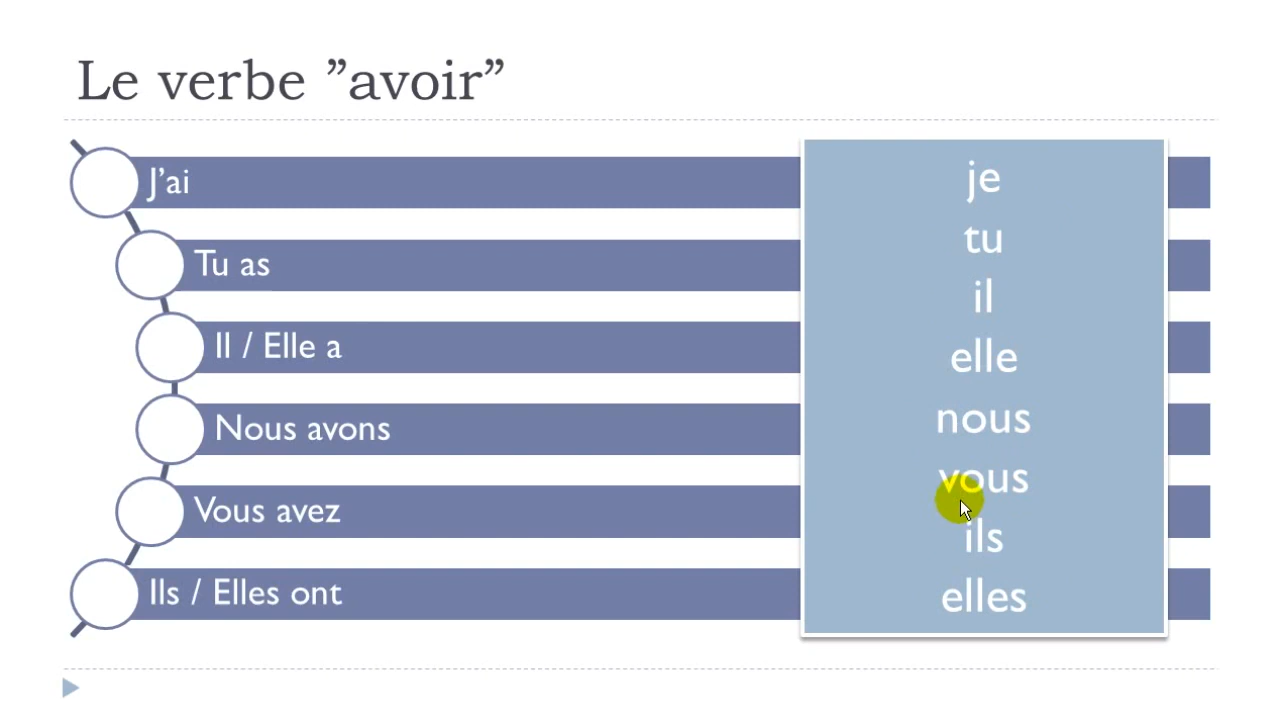 Le verbe ”avoir”
J’ai
Tu as
Il / Elle a
Nous avons
Vous avez
Ils / Elles ont
je
tu
il
elle
nous
vous
ils
elles